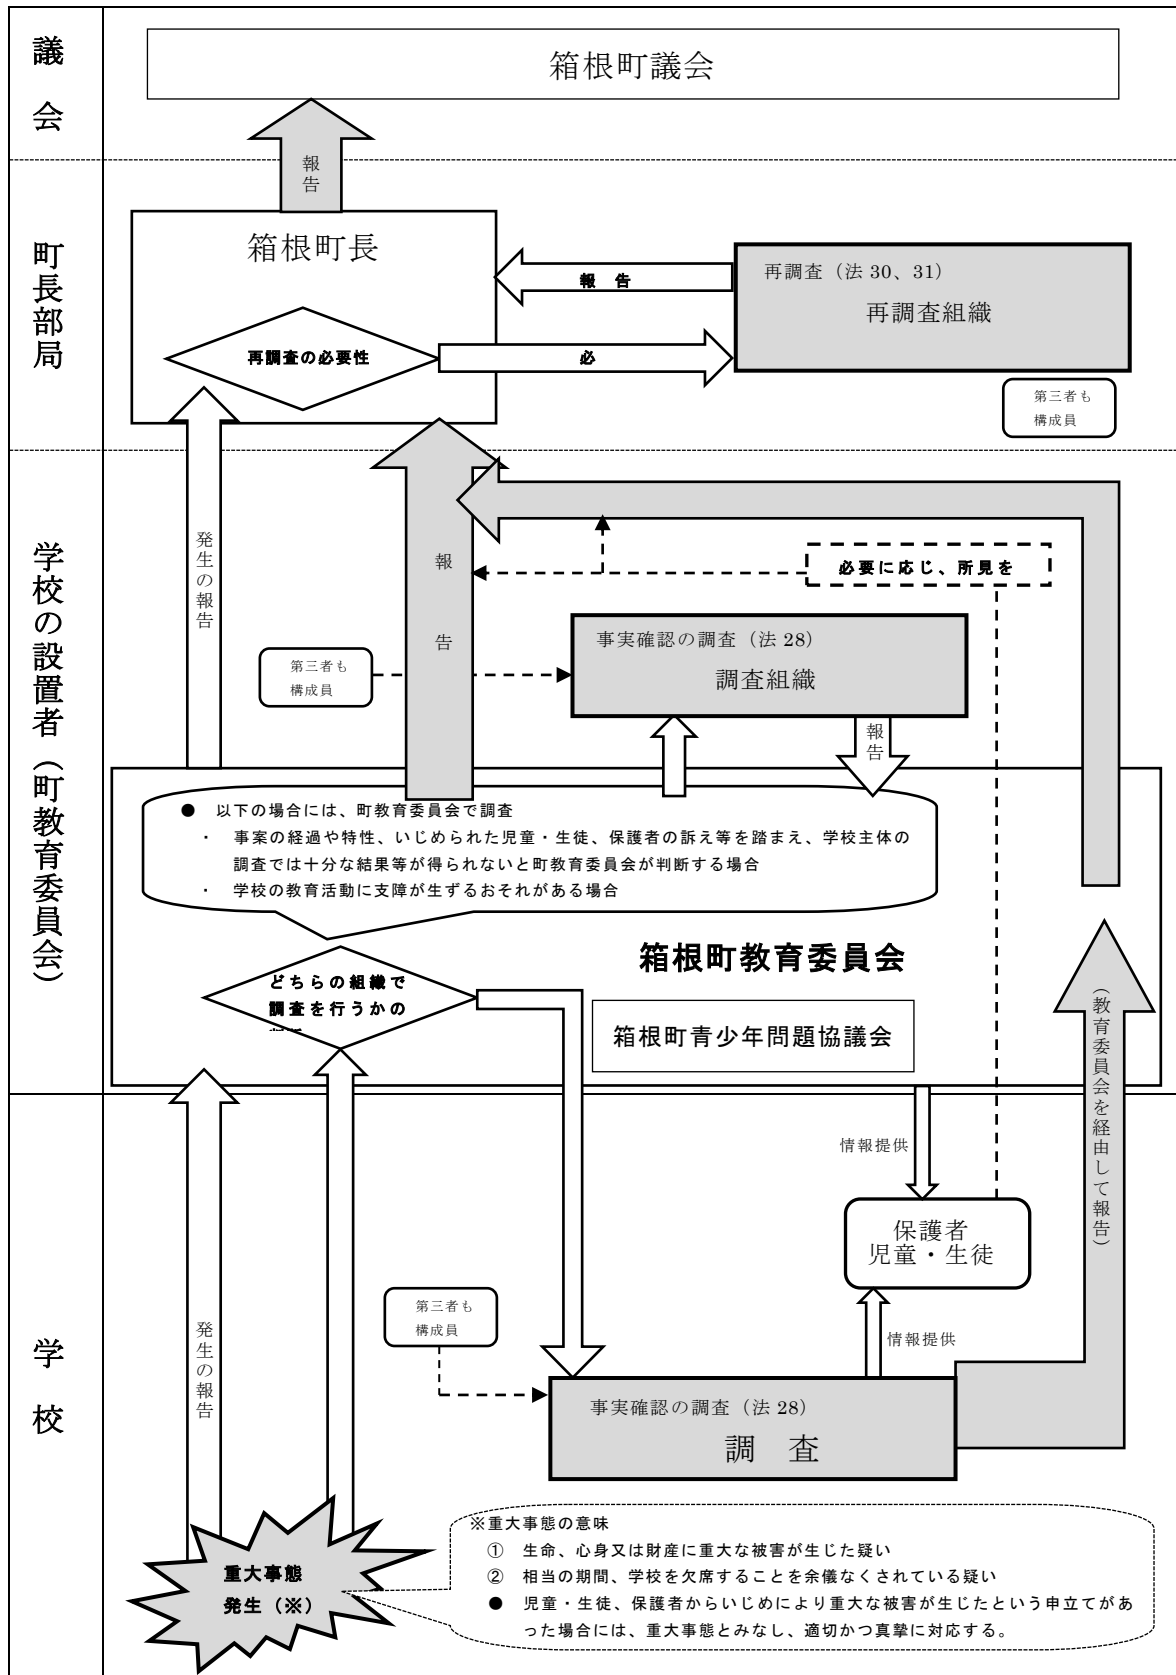 議会
箱根町議会
報告
町長部局
箱根町長
報 告
再調査（法 30、31）
再調査組織
再調査の必要性
必
第三者も
構成員
学校の設置者（町教育委員会）
発生の報告
報告
必要に応じ、所見を
事実確認の調査（法 28）
調査組織
第三者も
構成員
報告
● 以下の場合には、町教育委員会で調査
・ 事案の経過や特性、いじめられた児童・生徒、保護者の訴え等を踏まえ、学校主体の
調査では十分な結果等が得られないと町教育委員会が判断する場合
・ 学校の教育活動に支障が生ずるおそれがある場合
箱根町教育委員会
どちらの組織で
調査を行うかの
箱根町青少年問題協議会
（教育委員会を経由して報告）
学校
情報提供
保護者
児童・生徒
第三者も
構成員
発生の報告
情報提供
事実確認の調査（法 28）
調 査
重大事態
発生（※）
※重大事態の意味
① 生命、心身又は財産に重大な被害が生じた疑い
② 相当の期間、学校を欠席することを余儀なくされている疑い
● 児童・生徒、保護者からいじめにより重大な被害が生じたという申立てがあ
った場合には、重大事態とみなし、適切かつ真摯に対応する。